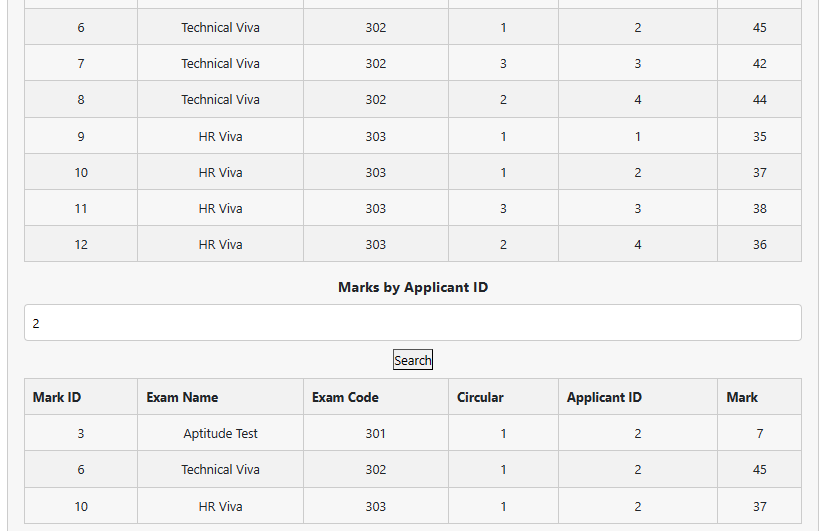 6 Technical Viva 302 1 2 45
7 Technical Viva 302 3 3 42
8 Technical Viva 302 2 4 44
9 HR Viva 303 1 1 35
10 HR Viva 303 1 2 37
11 HR Viva 303 3 3 38
12 HR Viva 303 2 4 36
Marks by Applicant ID
2
Search
Mark ID Exam Name Exam Code Circular Applicant ID Mark
3 Aptitude Test 301 1 2 7
6 Technical Viva 302 1 2 45
10 HR Viva 303 1 2 37